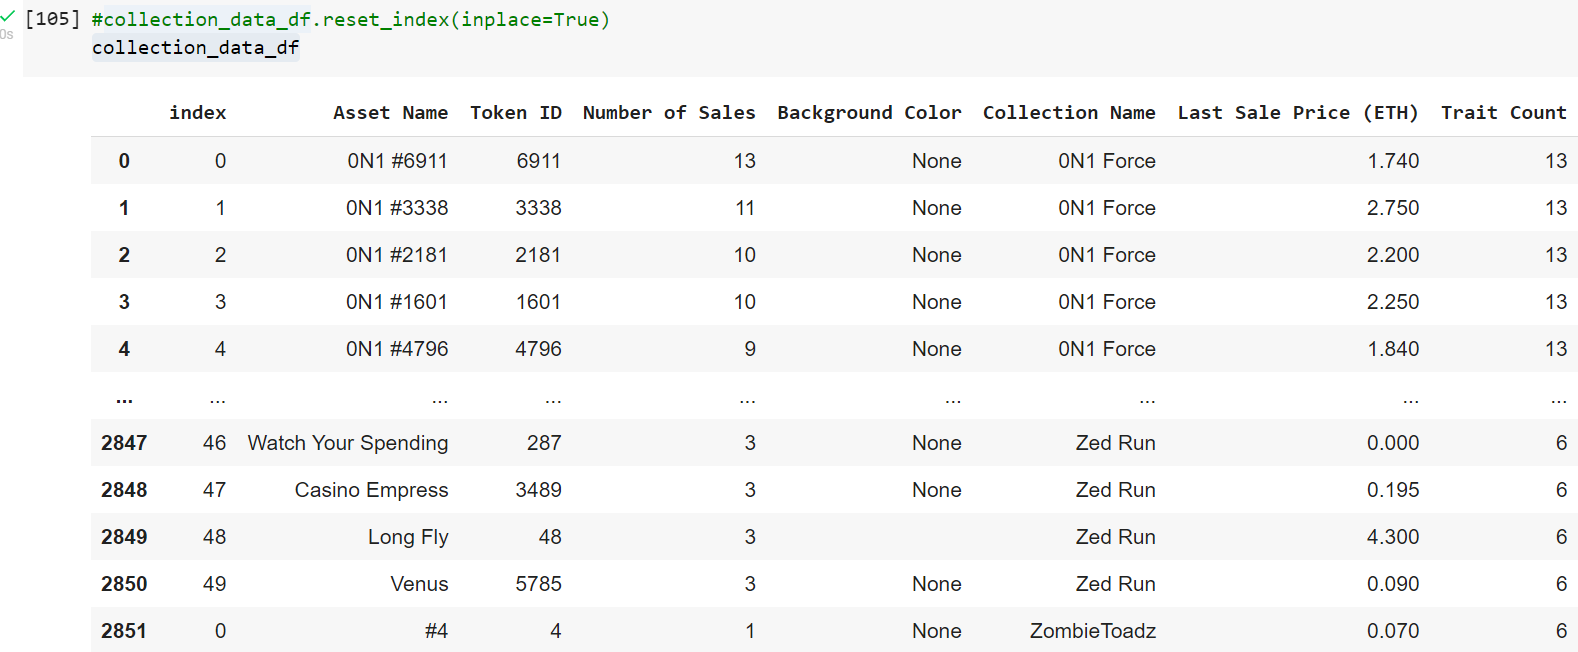 [105] #collection_data_df.reset_index(inplace=True)
0s collection_data_df
index Asset Name Token ID Number of Sales Background Color Collection Name Last Sale Price (ETH) Trait Count
0 0 0N1 #6911 6911 13 None 0N1 Force 1.740 13
1 1 0N1 #3338 3338 11 None 0N1 Force 2.750 13
2 2 0N1 #2181 2181 10 None 0N1 Force 2.200 13
3 3 0N1 #1601 1601 10 None 0N1 Force 2.250 13
4 4 0N1 #4796 4796 9 None 0N1 Force 1.840 13
... ... ... ... ... ... ... ... ...
2847 46 Watch Your Spending 287 3 None Zed Run 0.000 6
2848 47 Casino Empress 3489 3 None Zed Run 0.195 6
2849 48 Long Fly 48 3 Zed Run 4.300 6
2850 49 Venus 5785 3 None Zed Run 0.090 6
2851 0 #4 4 1 None ZombieToadz 0.070 6